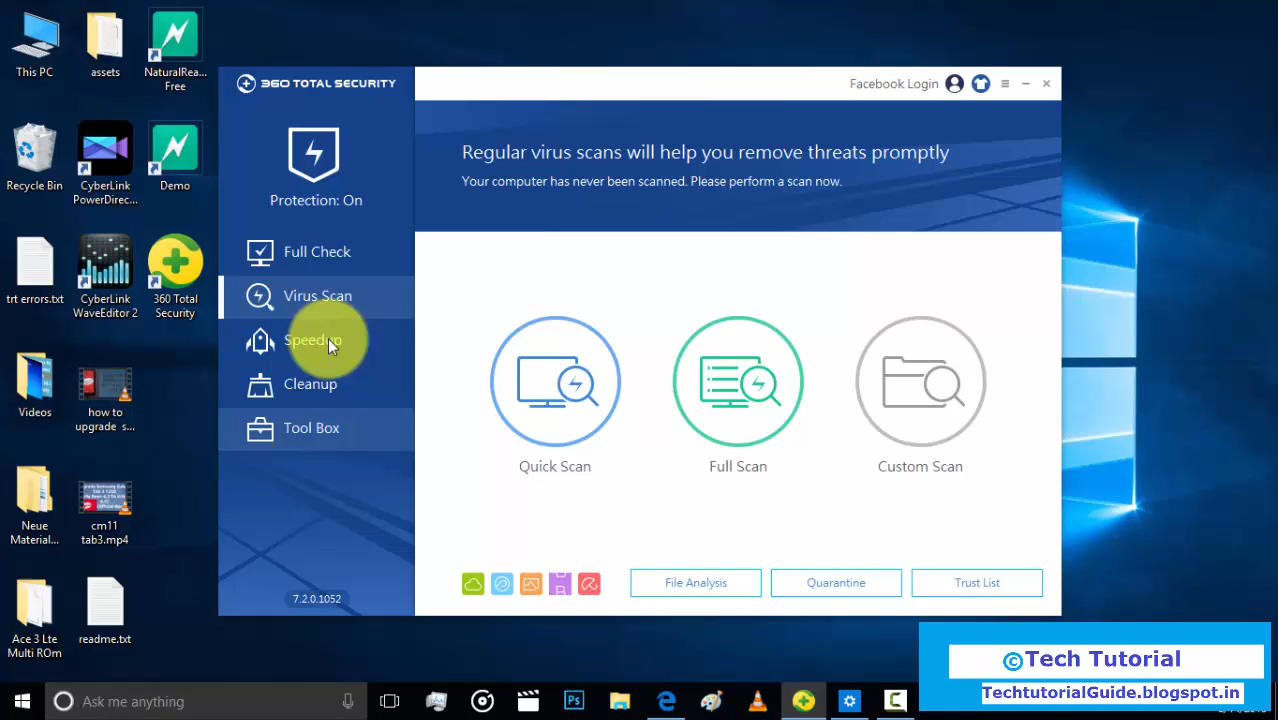 This PC
assets
NaturalRea...
Free
Recycle Bin
CyberLink
PowerDirec...
Demo
trt errors.txt
CyberLink
WaveEditor 2
360 Total
Security
Videos
how to
upgrade s...
Neue
Material...
cm11
tab3.mp4
Ace 3 Lte
Multi ROm
readme.txt
360 TOTAL SECURITY
Protection: On
Full Check
Virus Scan
Speedup
Cleanup
Tool Box
7.2.0.1052
Facebook Login
Regular virus scans will help you remove threats promptly
Your computer has never been scanned. Please perform a scan now.
Quick Scan
Full Scan
Custom Scan
File Analysis
Quarantine
Trust List
©Tech Tutorial
TechtutorialGuide.blogspot.in
Ask me anything